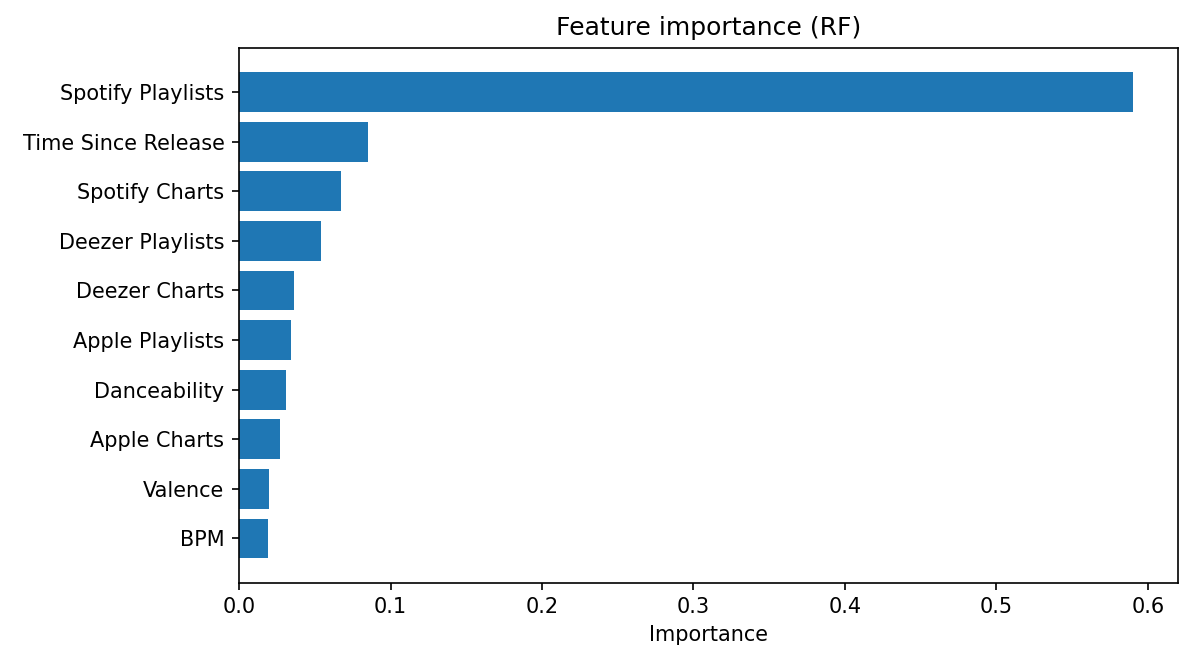 Feature importance (RF)
Spotify Playlists
Time Since Release
Spotify Charts
Deezer Playlists
Deezer Charts
Apple Playlists
Danceability
Apple Charts
Valence
BPM
0.0 0.1 0.2 0.3 0.4 0.5 0.6
Importance